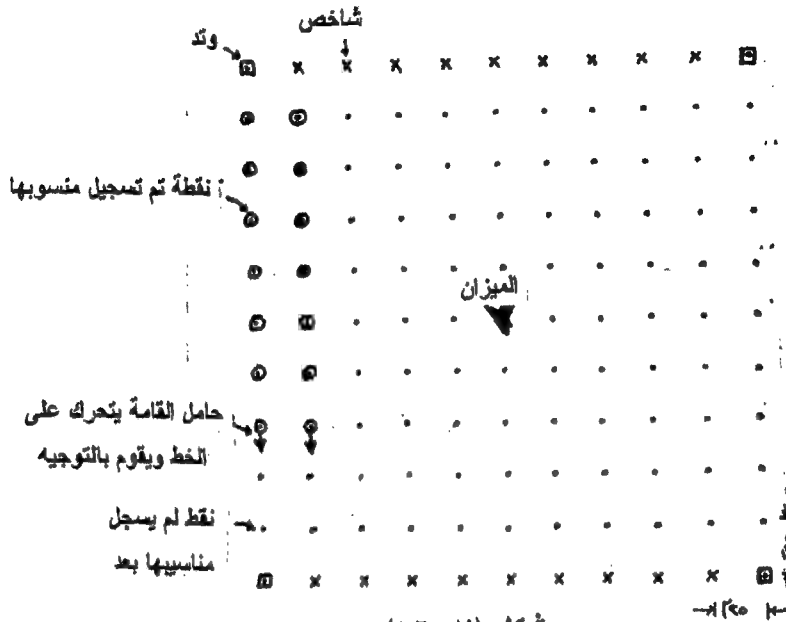 شاخص
وتد
نقطة تم تسجيل منسوبها
الميزان
حامل القامة يتحرك على
الخط ويقوم بالتوجيه
نقط لم يسجل
مناسيبها بعد
٢٥م